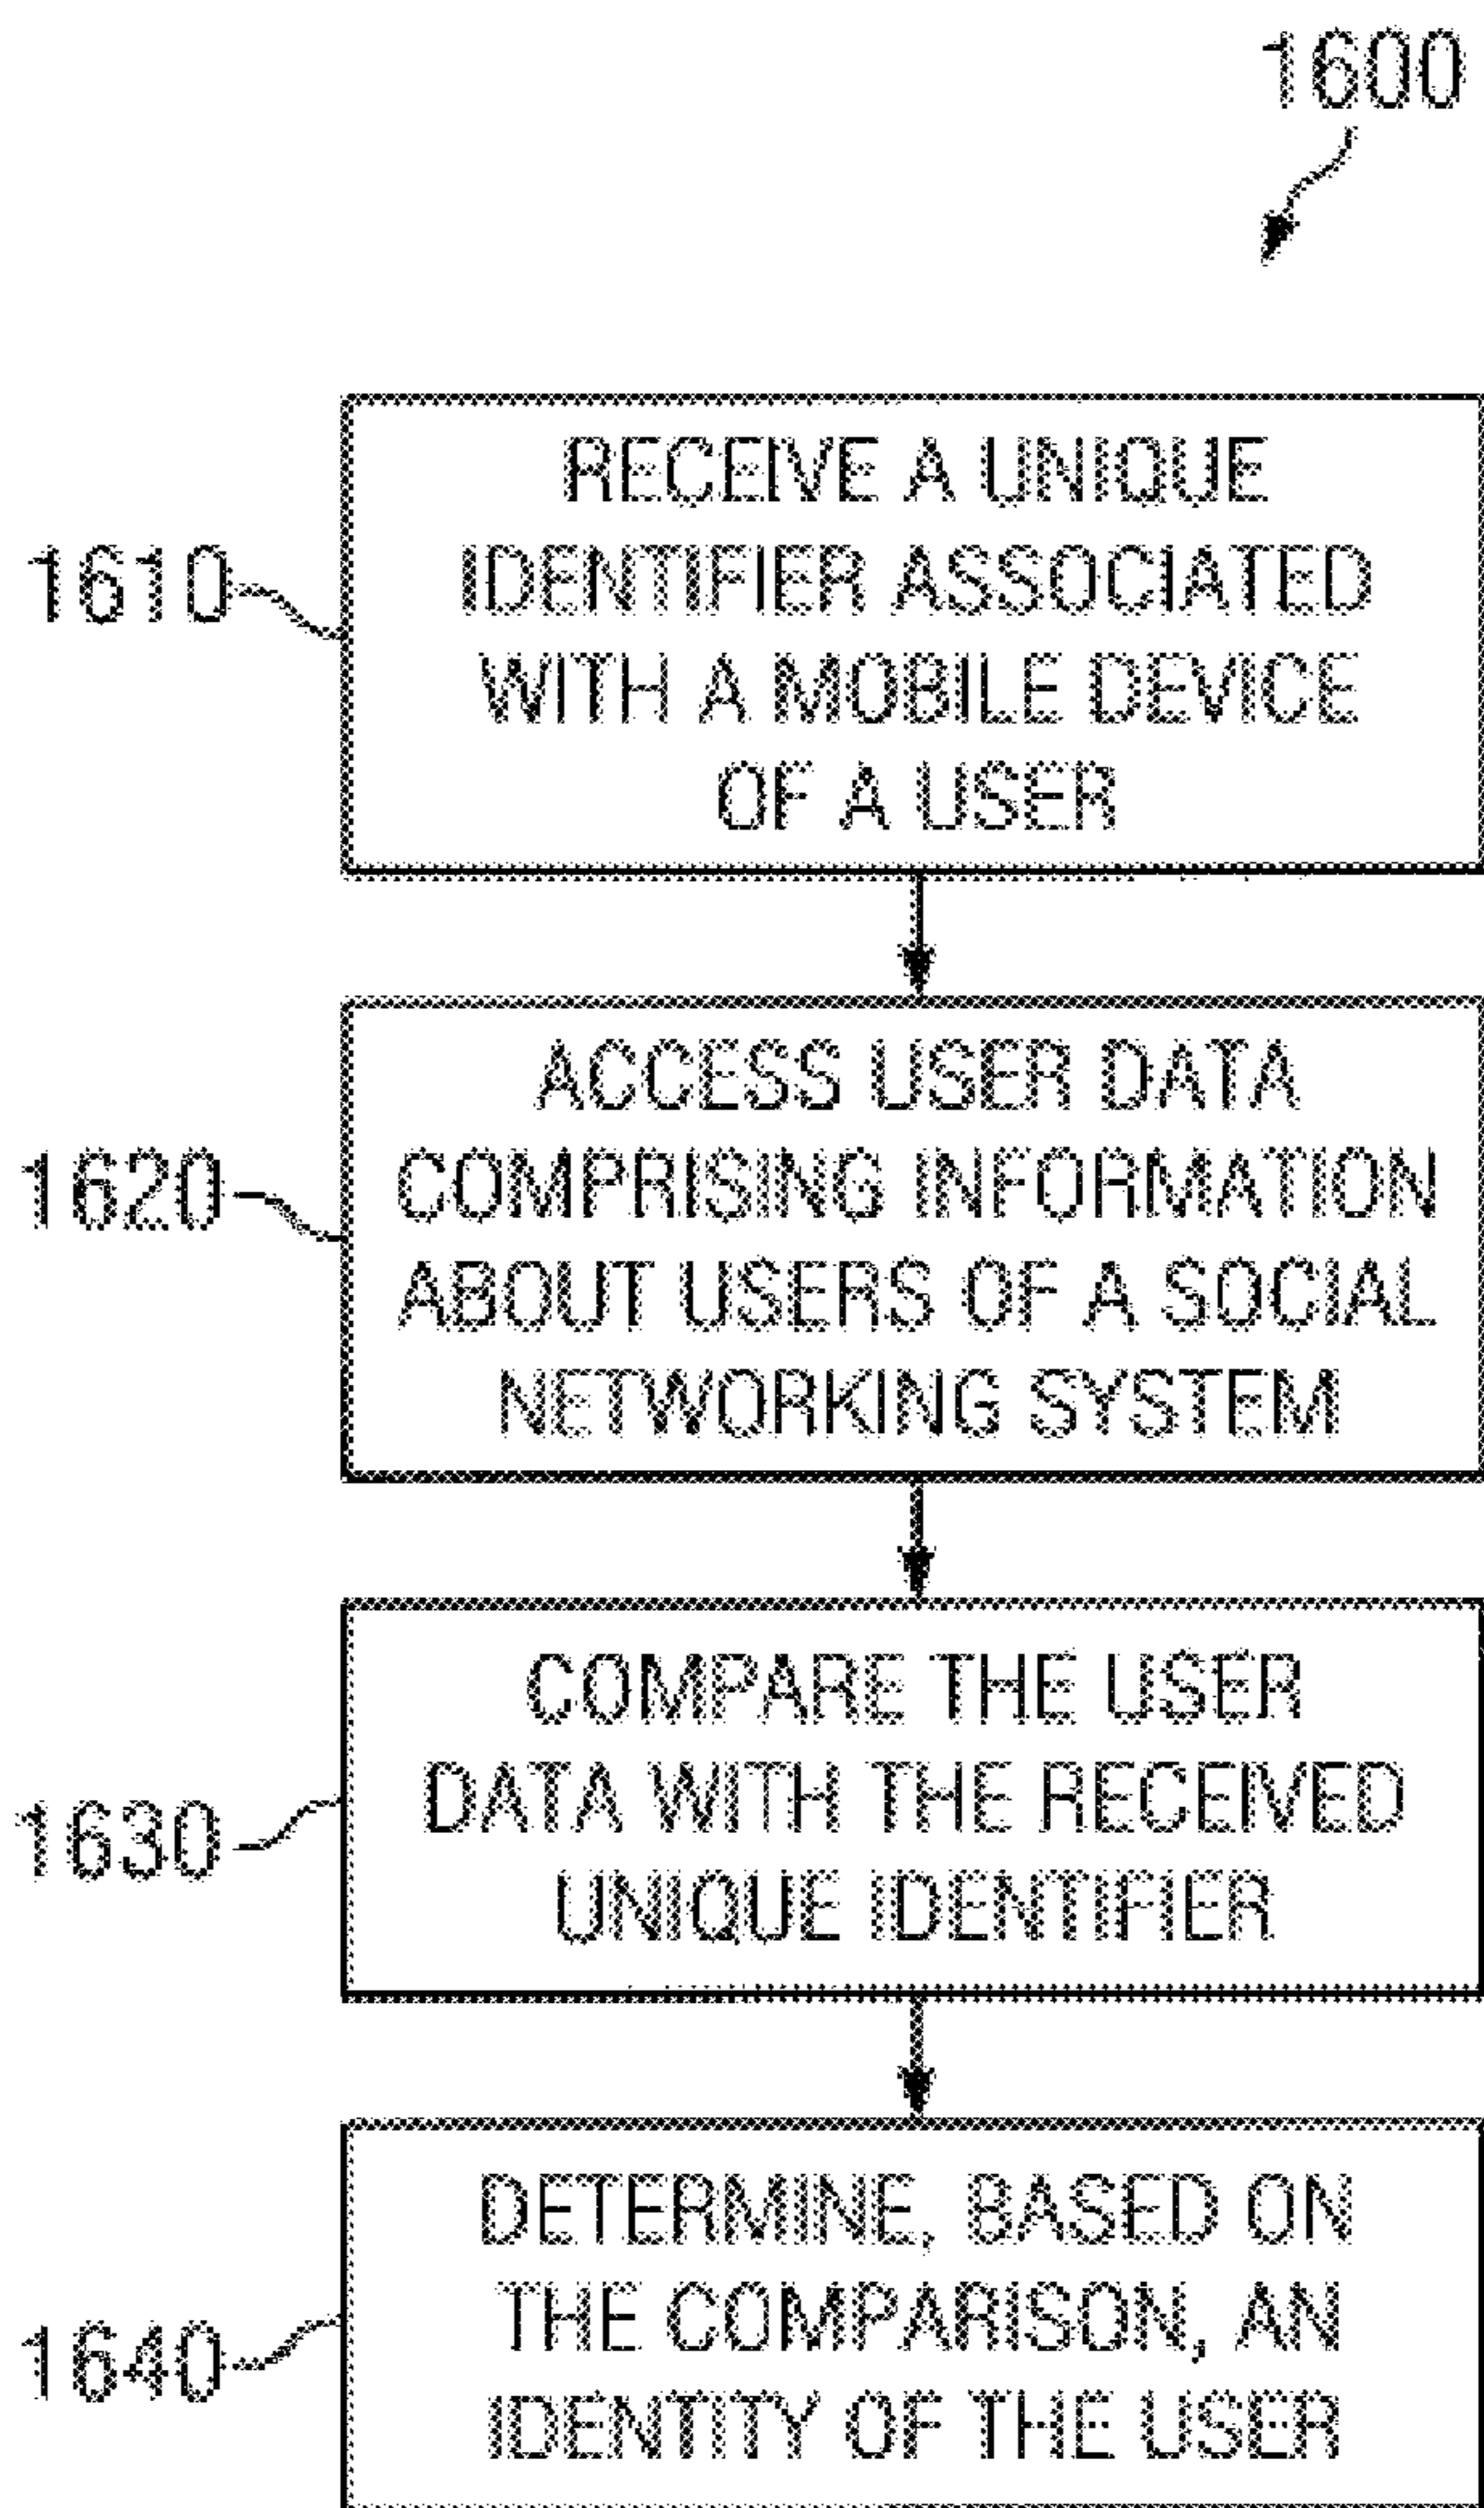 1600
RECEIVE A UNIQUE
IDENTIFIER ASSOCIATED
WITH A MOBILE DEVICE
OF A USER
1610
ACCESS USER DATA
COMPRISING INFORMATION
ABOUT USERS OF A SOCIAL
NETWORKING SYSTEM
1620
COMPARE THE USER
DATA WITH THE RECEIVED
UNIQUE IDENTIFIER
1630
DETERMINE, BASED ON
THE COMPARISON, AN
IDENTITY OF THE USER
1640